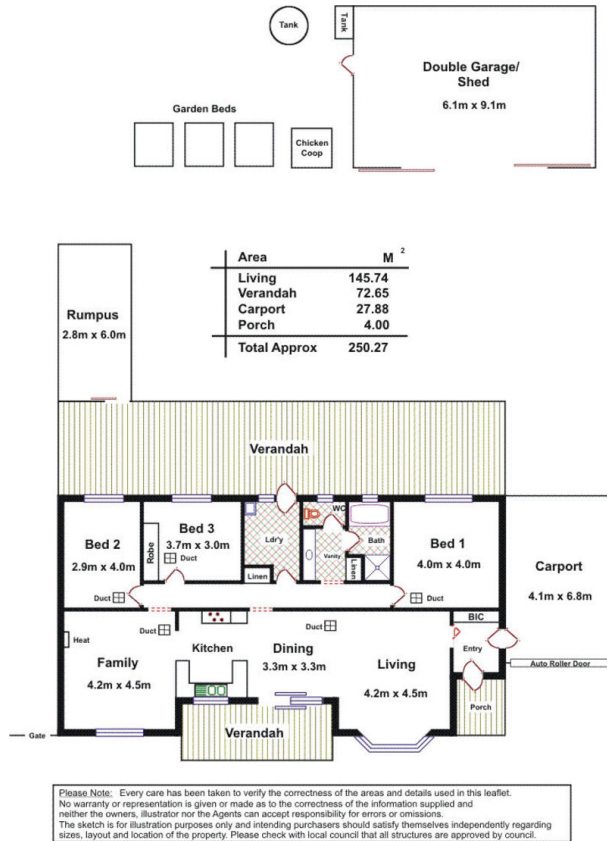 Tank
Tank
Double Garage/
Shed
6.1m x 9.1m
Garden Beds
Chicken
Coop
Area M 2
Living 145.74
Verandah 72.65
Carport 27.88
Porch 4.00
Total Approx 250.27
Rumpus
2.8m x 6.0m
Verandah
Bed 2
2.9m x 4.0m
Duct
Robe
Bed 3
3.7m x 3.0m
Duct
Ldr'y
Linen
WC
Vanity
Bath
Linen
Bed 1
4.0m x 4.0m
Duct
Carport
4.1m x 6.8m
BIC
Entry
Auto Roller Door
Porch
Heat
Duct
Family
4.2m x 4.5m
Kitchen
Duct
Dining
3.3m x 3.3m
Living
4.2m x 4.5m
Verandah
Gate
Please Note: Every care has been taken to verify the correctness of the areas and details used in this leaflet.
No warranty or representation is given or made as to the correctness of the information supplied and
neither the owners, illustrator nor the Agents can accept responsibility for errors or omissions.
The sketch is for illustration purposes only and intending purchasers should satisfy themselves independently regarding
sizes, layout and location of the property. Please check with local council that all structures are approved by council.